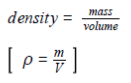 density = mass/volume
[ ρ = m/V ]